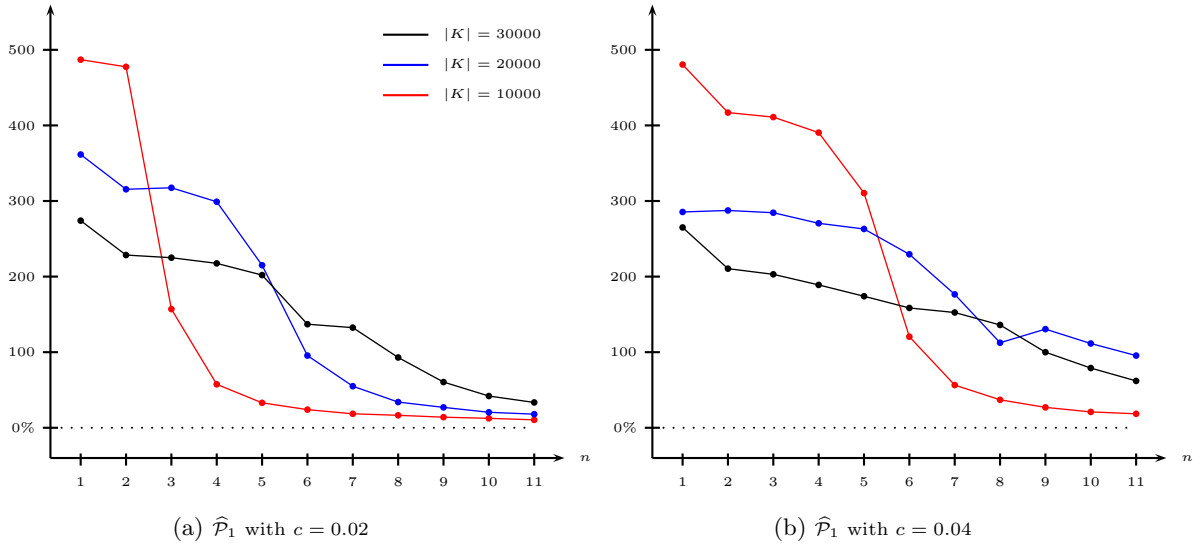 500
400
300
200
100
0%
1 2 3 4 5 6 7 8 9 10 11
n
|K| = 30000
|K| = 20000
|K| = 10000
(a) P̂₁ with c = 0.02
500
400
300
200
100
0%
1 2 3 4 5 6 7 8 9 10 11
n
(b) P̂₁ with c = 0.04